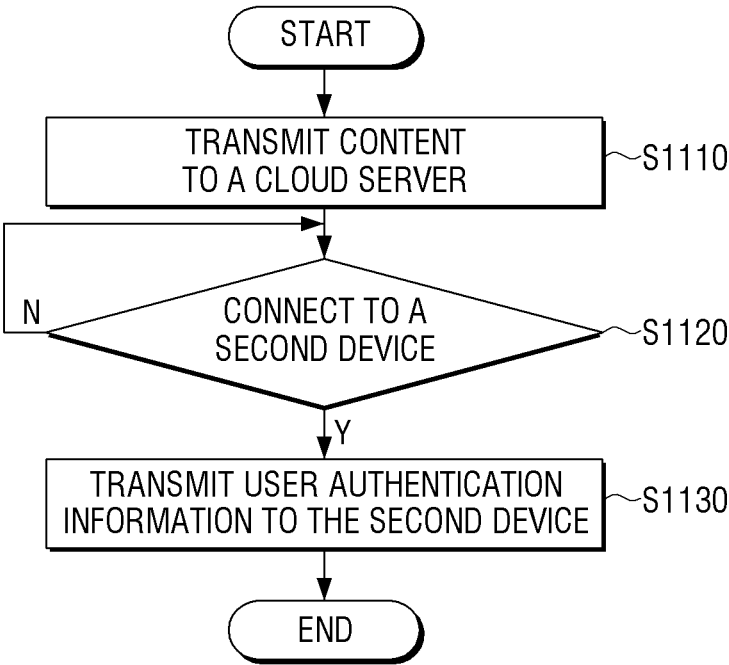 START
TRANSMIT CONTENT
TO A CLOUD SERVER
S1110
N
CONNECT TO A
SECOND DEVICE
S1120
Y
TRANSMIT USER AUTHENTICATION
INFORMATION TO THE SECOND DEVICE
S1130
END